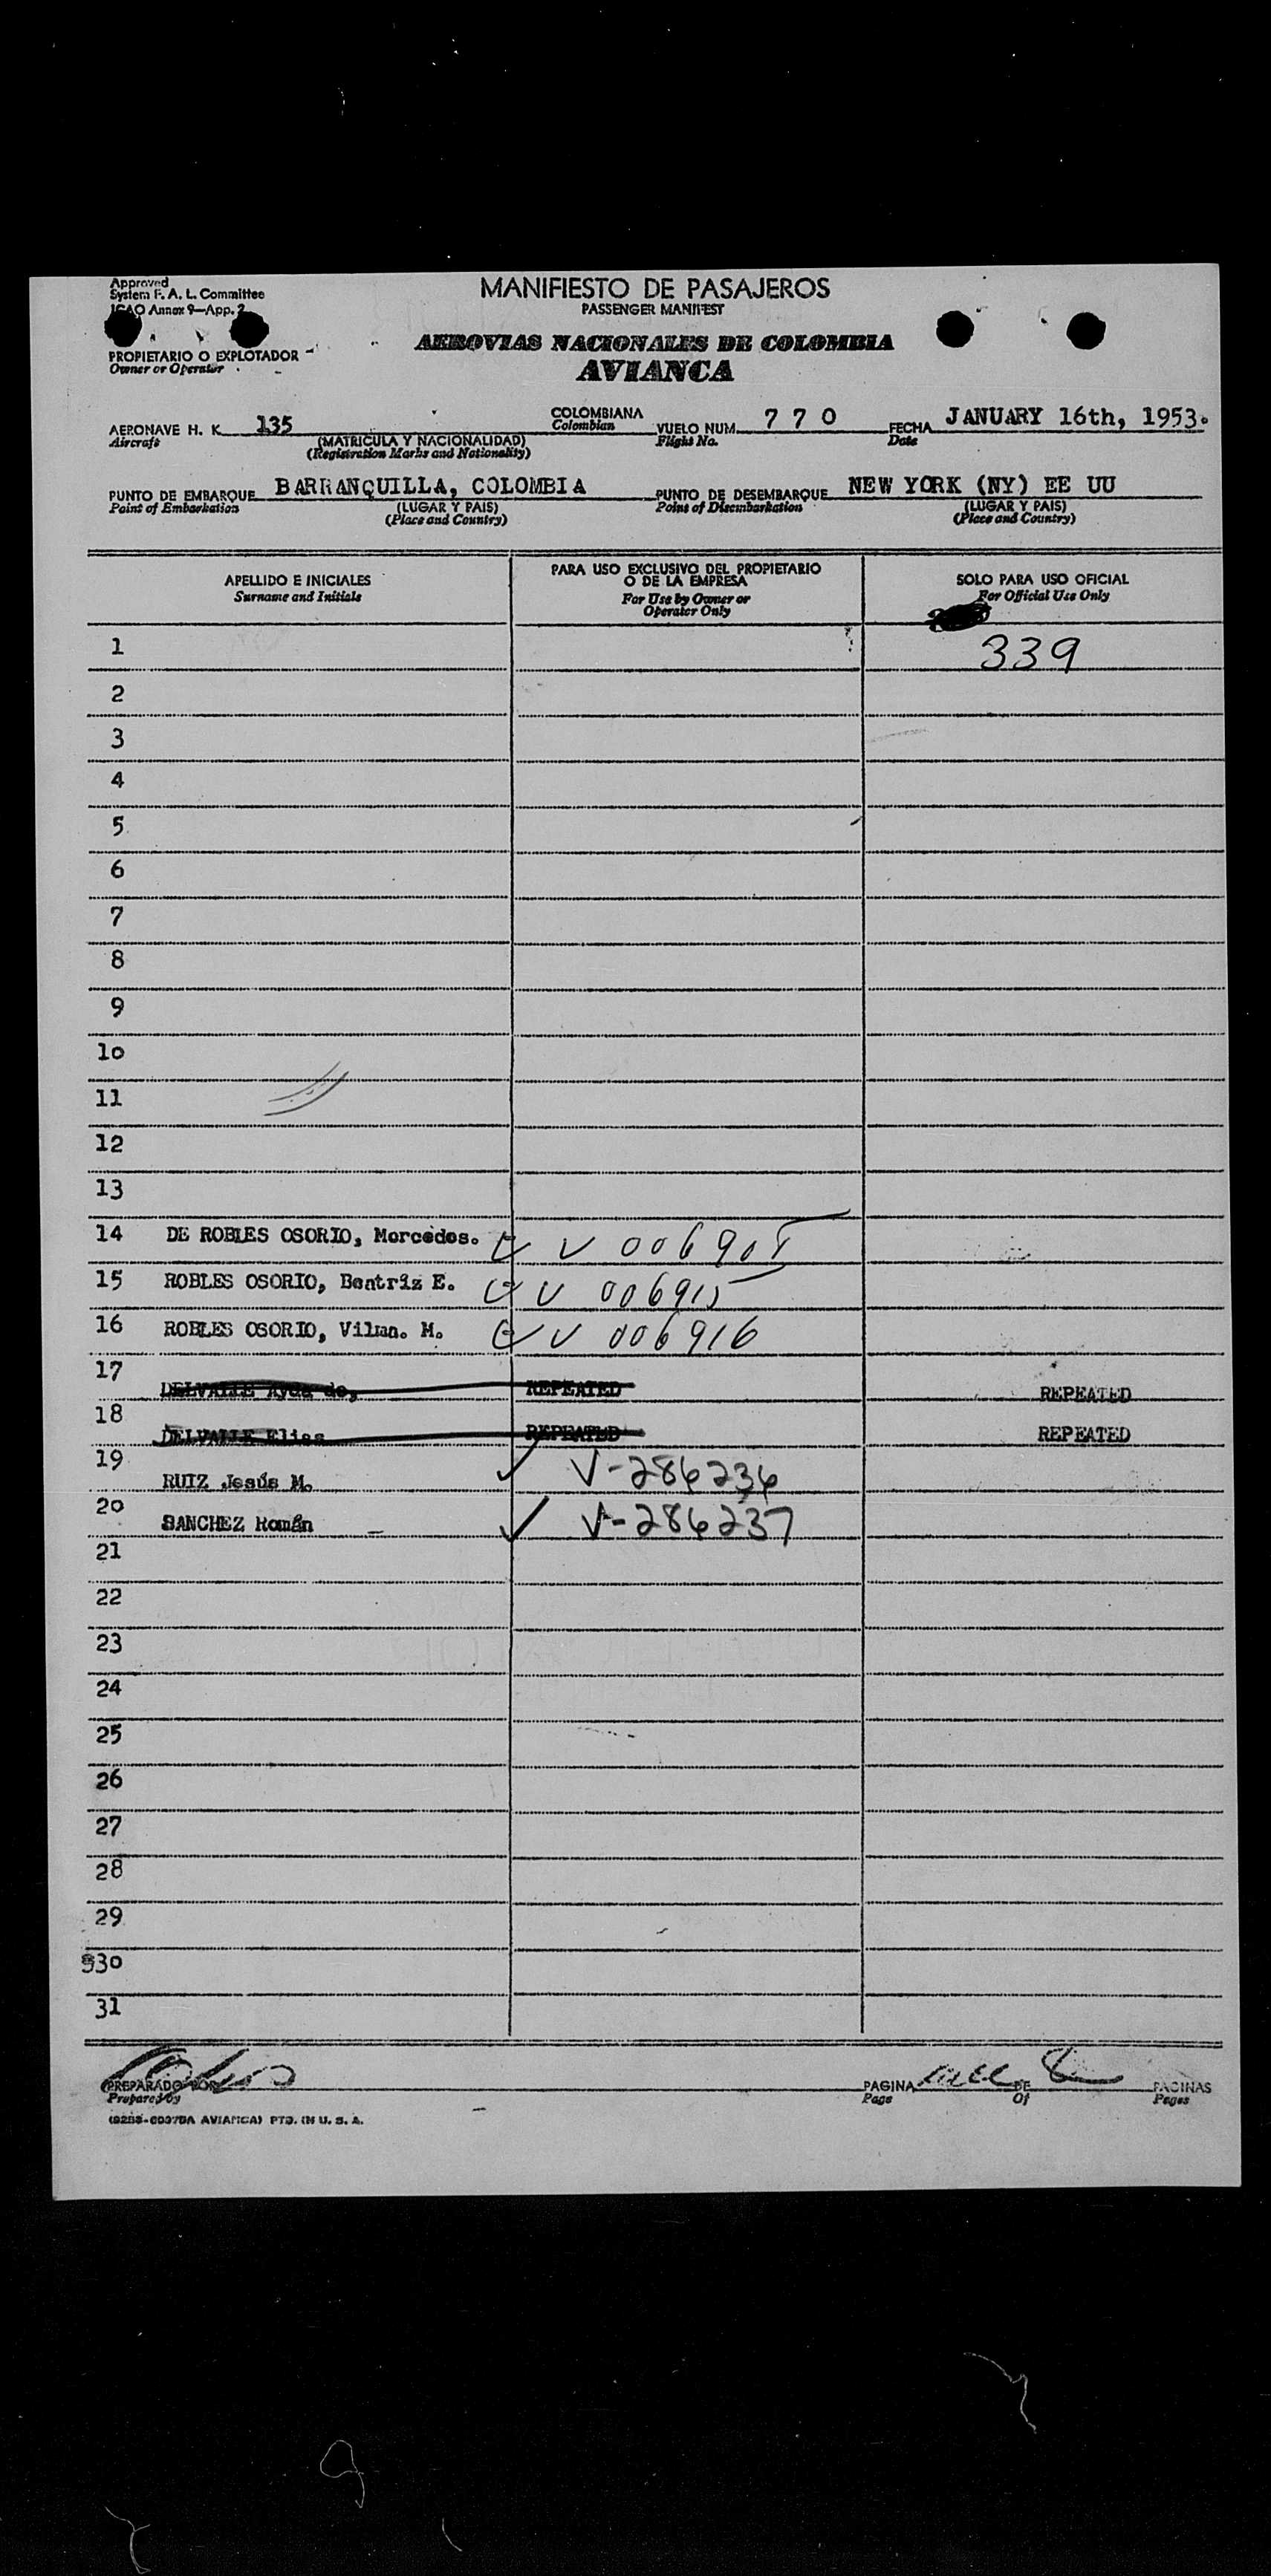 Approved
System F. A. L. Committee
ICAO Annex 9—App. 2
MANIFIESTO DE PASAJEROS
PASSENGER MANIFEST
AEROVIAS NACIONALES DE COLOMBIA
AVIANCA
PROPIETARIO O EXPLOTADOR
Owner or Operator
AERONAVE H. K. 135
Aircraft
(MATRICULA Y NACIONALIDAD)
(Registration Marks and Nationality)
COLOMBIANA
Colombian
VUELO NUM. 7 7 0
Flight No.
FECHA JANUARY 16th, 1953.
Date
PUNTO DE EMBARQUE BARRANQUILLA, COLOMBIA
Point of Embarkation
(LUGAR Y PAIS)
(Place and Country)
PUNTO DE DESEMBARQUE NEW YORK (NY) EE UU
Point of Disembarkation
(LUGAR Y PAIS)
(Place and Country)
APELLIDO E INICIALES
Surname and Initials
PARA USO EXCLUSIVO DEL PROPIETARIO
O DE LA EMPRESA
For Use by Owner or
Operator Only
SOLO PARA USO OFICIAL
For Official Use Only
1 339
2
3
4
5
6
7
8
9
10
11
12
13
14 DE ROBLES OSORIO, Mercedes. V 006905
15 ROBLES OSORIO, Beatriz E. V 006915
16 ROBLES OSORIO, Vilma. M. V 006916
17 DELVALLE Ayda de, REPEATED REPEATED
18 DELVALLE Elias REPEATED REPEATED
19 RUIZ Jesús M. V-286236
20 SANCHEZ Román V-286237
21
22
23
24
25
26
27
28
29
30
31
PREPARADO POR
Prepared by
PAGINA DE 8 PAGINAS
Page Of Pages
AVIANCA) PTD. IN U. S. A.